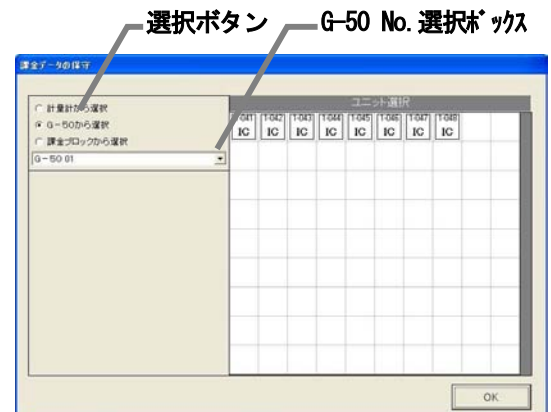 選択ボタン G-50 No.選択ボックス
課金データの保守
計量計から選択
G-50から選択
課金ブロックから選択
G-50 01
ユニット選択
1-041 1-042 1-043 1-044 1-045 1-046 1-047 1-048
IC IC IC IC IC IC IC IC
OK